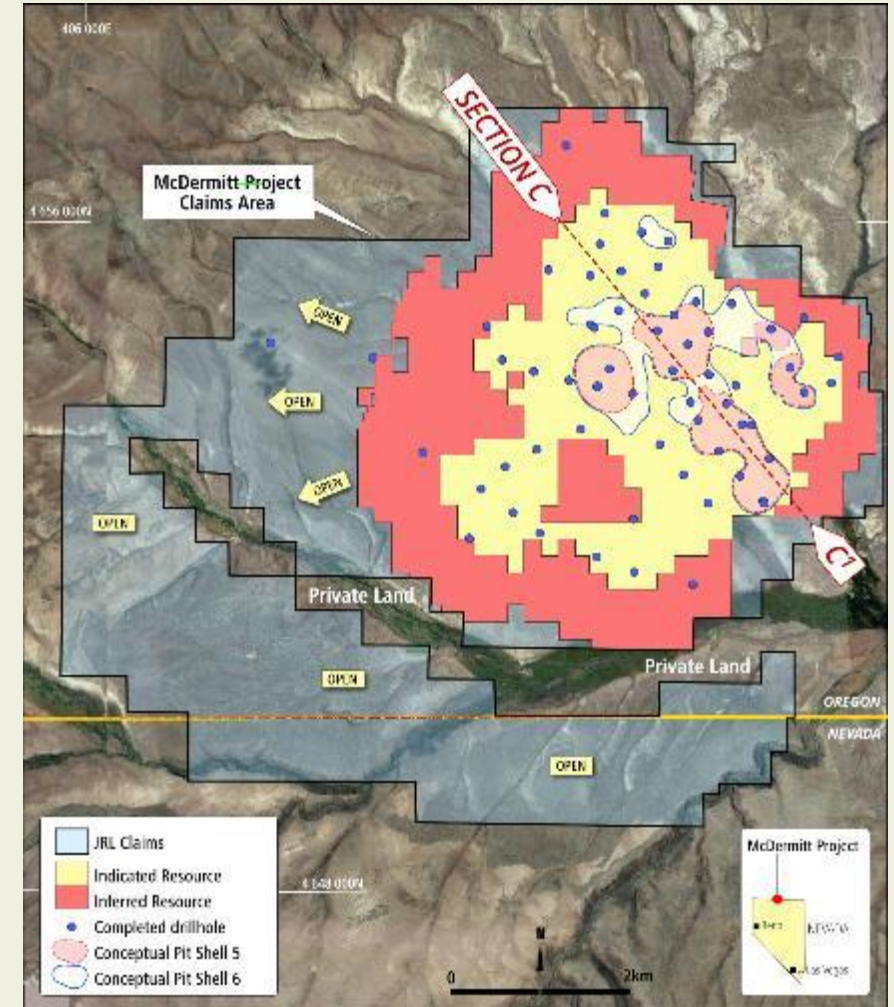 406 000E
SECTION C
McDermitt Project
Claims Area
4 656 000N
OPEN
OPEN
OPEN
OPEN
C¹
Private Land
Private Land
OPEN
OREGON
NEVADA
OPEN
JRL Claims
Indicated Resource
Inferred Resource
Completed drillhole
Conceptual Pit Shell 5
Conceptual Pit Shell 6
4 648 000N
N
0
2km
McDermitt Project
Reno
NEVADA
Las Vegas